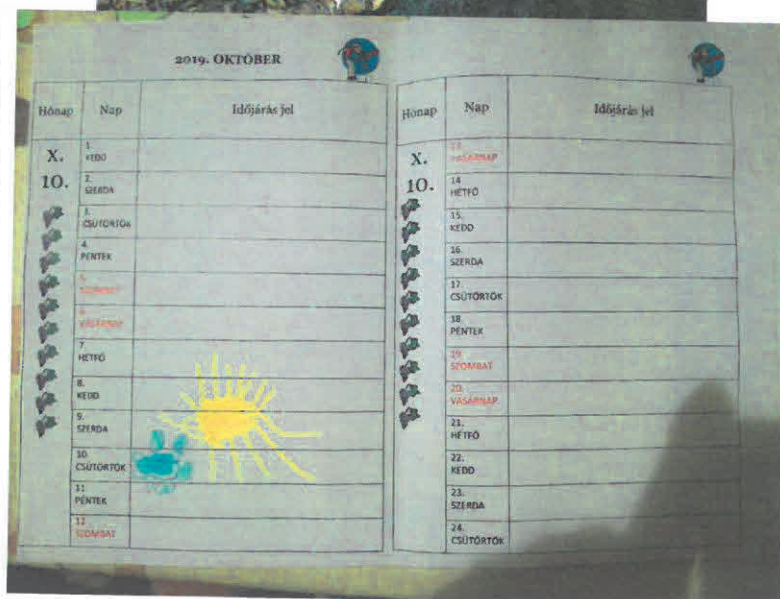 2019. OKTÓBER
Hónap Nap Időjárás jel
X.
10.
1.
KEDD
2.
SZERDA
3.
CSÜTÖRTÖK
4.
PÉNTEK
5.
SZOMBAT
6.
VASÁRNAP
7.
HÉTFŐ
8.
KEDD
9.
SZERDA
10.
CSÜTÖRTÖK
11.
PÉNTEK
12.
SZOMBAT
Hónap Nap Időjárás jel
X.
10.
13.
VASÁRNAP
14
HÉTFŐ
15.
KEDD
16.
SZERDA
17.
CSÜTÖRTÖK
18.
PÉNTEK
19.
SZOMBAT
20.
VASÁRNAP
21.
HÉTFŐ
22.
KEDD
23.
SZERDA
24.
CSÜTÖRTÖK